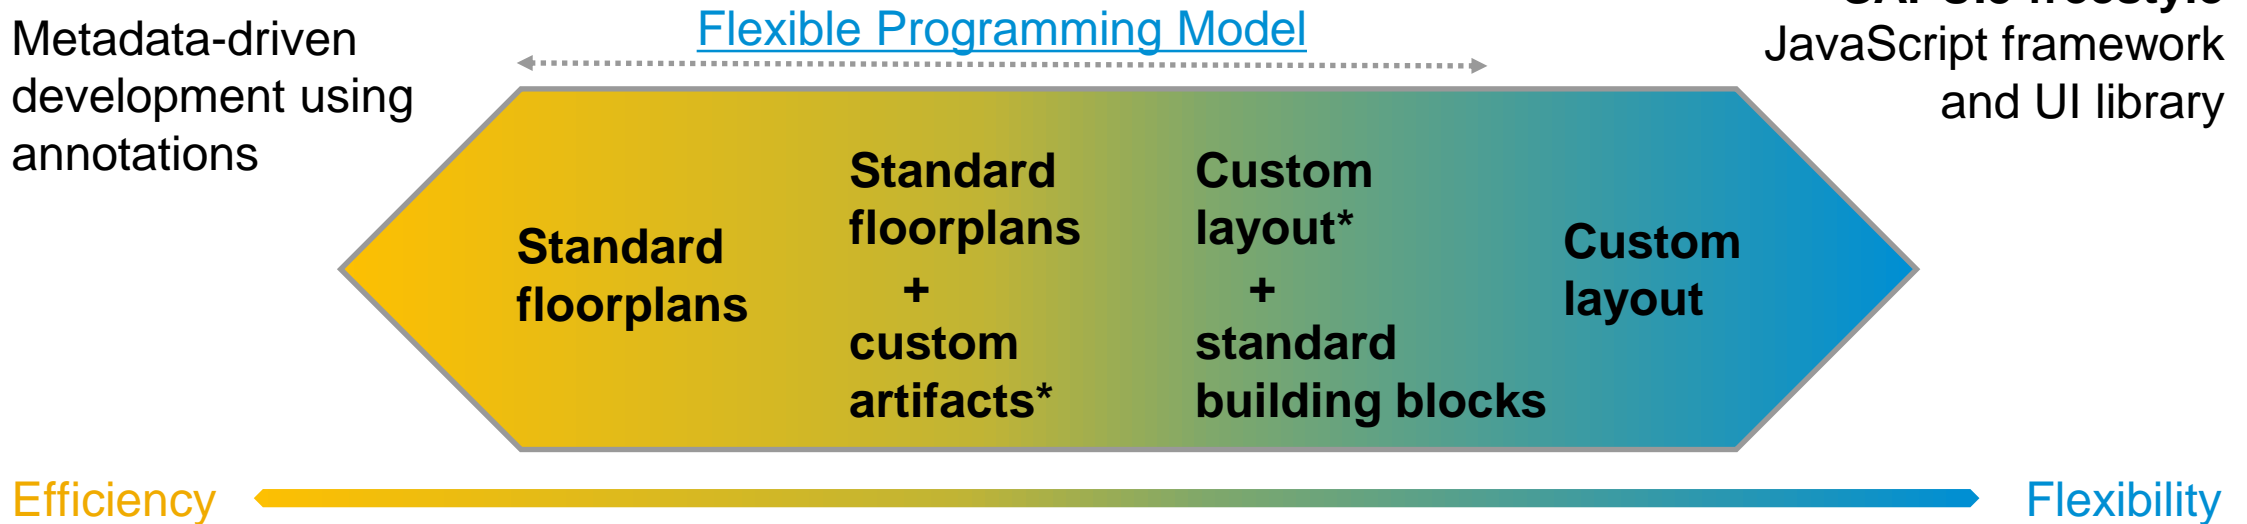 Metadata-driven
development using
annotations
Flexible Programming Model
freestyle
JavaScript framework
and UI library
Standard
floorplans
Standard
floorplans
+
custom
artifacts*
Custom
layout*
+
standard
building blocks
Custom
layout
Efficiency
Flexibility